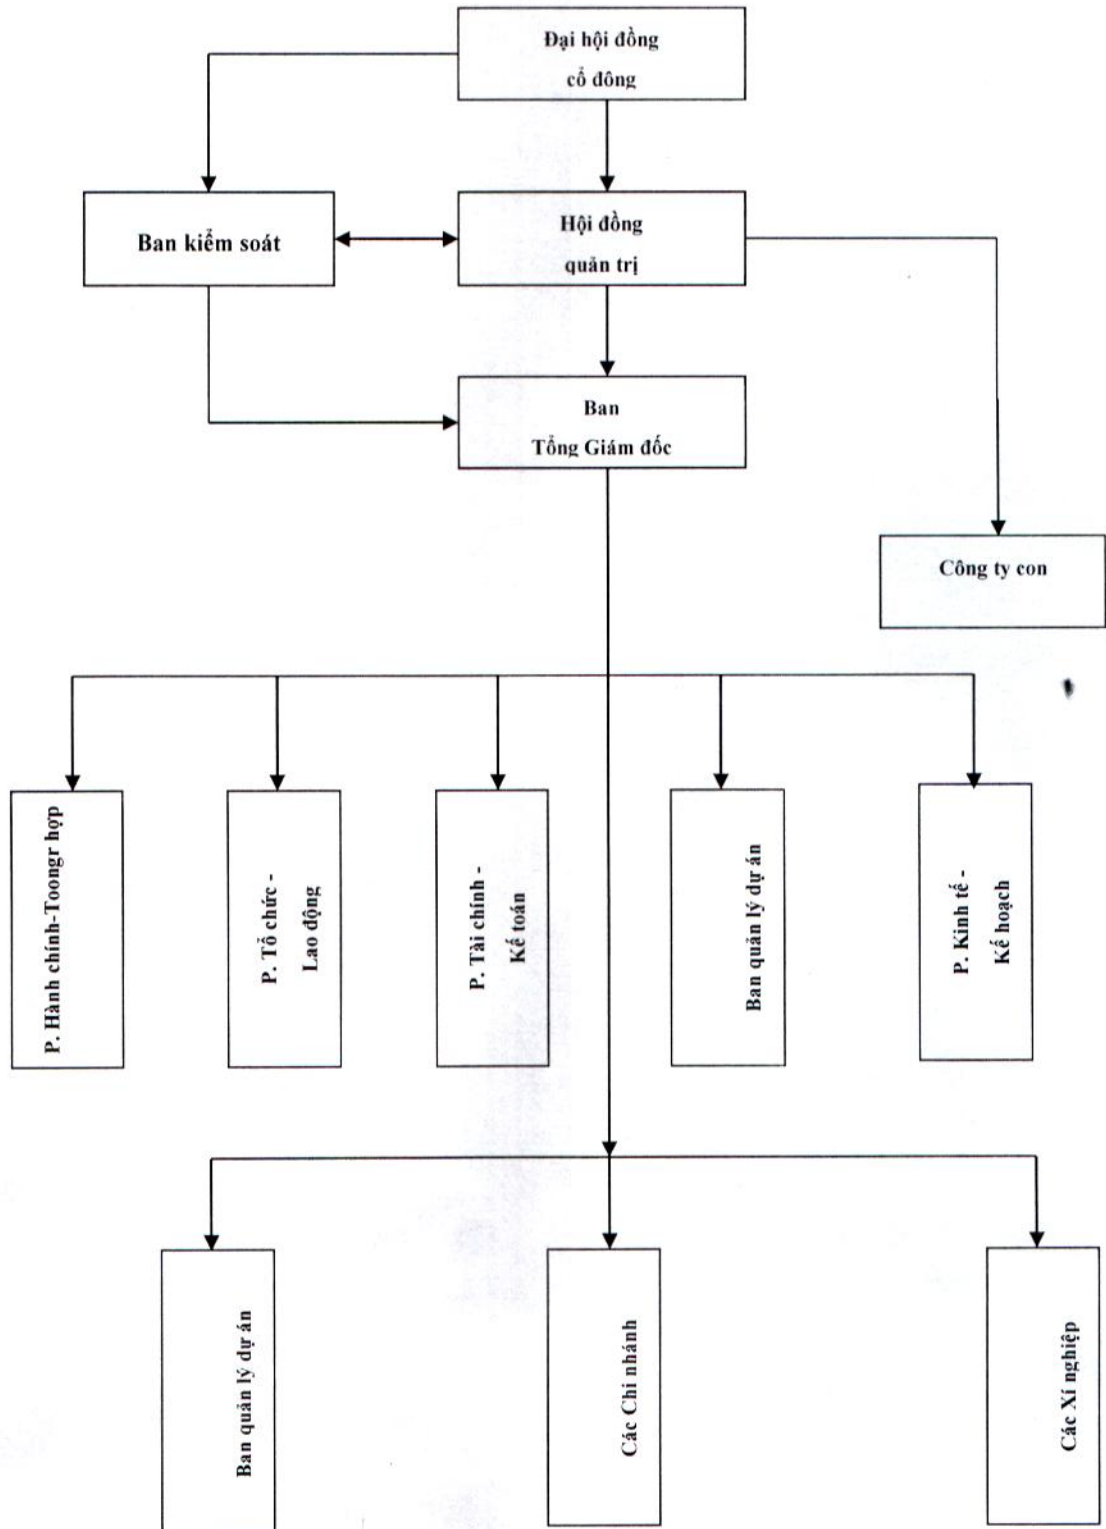 Đại hội đồng
cổ đông
Ban kiểm soát
Hội đồng
quản trị
Ban
Tổng Giám đốc
Công ty con
P. Hành chính-Toongr hợp
P. Tổ chức -
Lao động
P. Tài chính -
Kế toán
Ban quản lý dự án
P. Kinh tế -
Kế hoạch
Ban quản lý dự án
Các Chi nhánh
Các Xí nghiệp